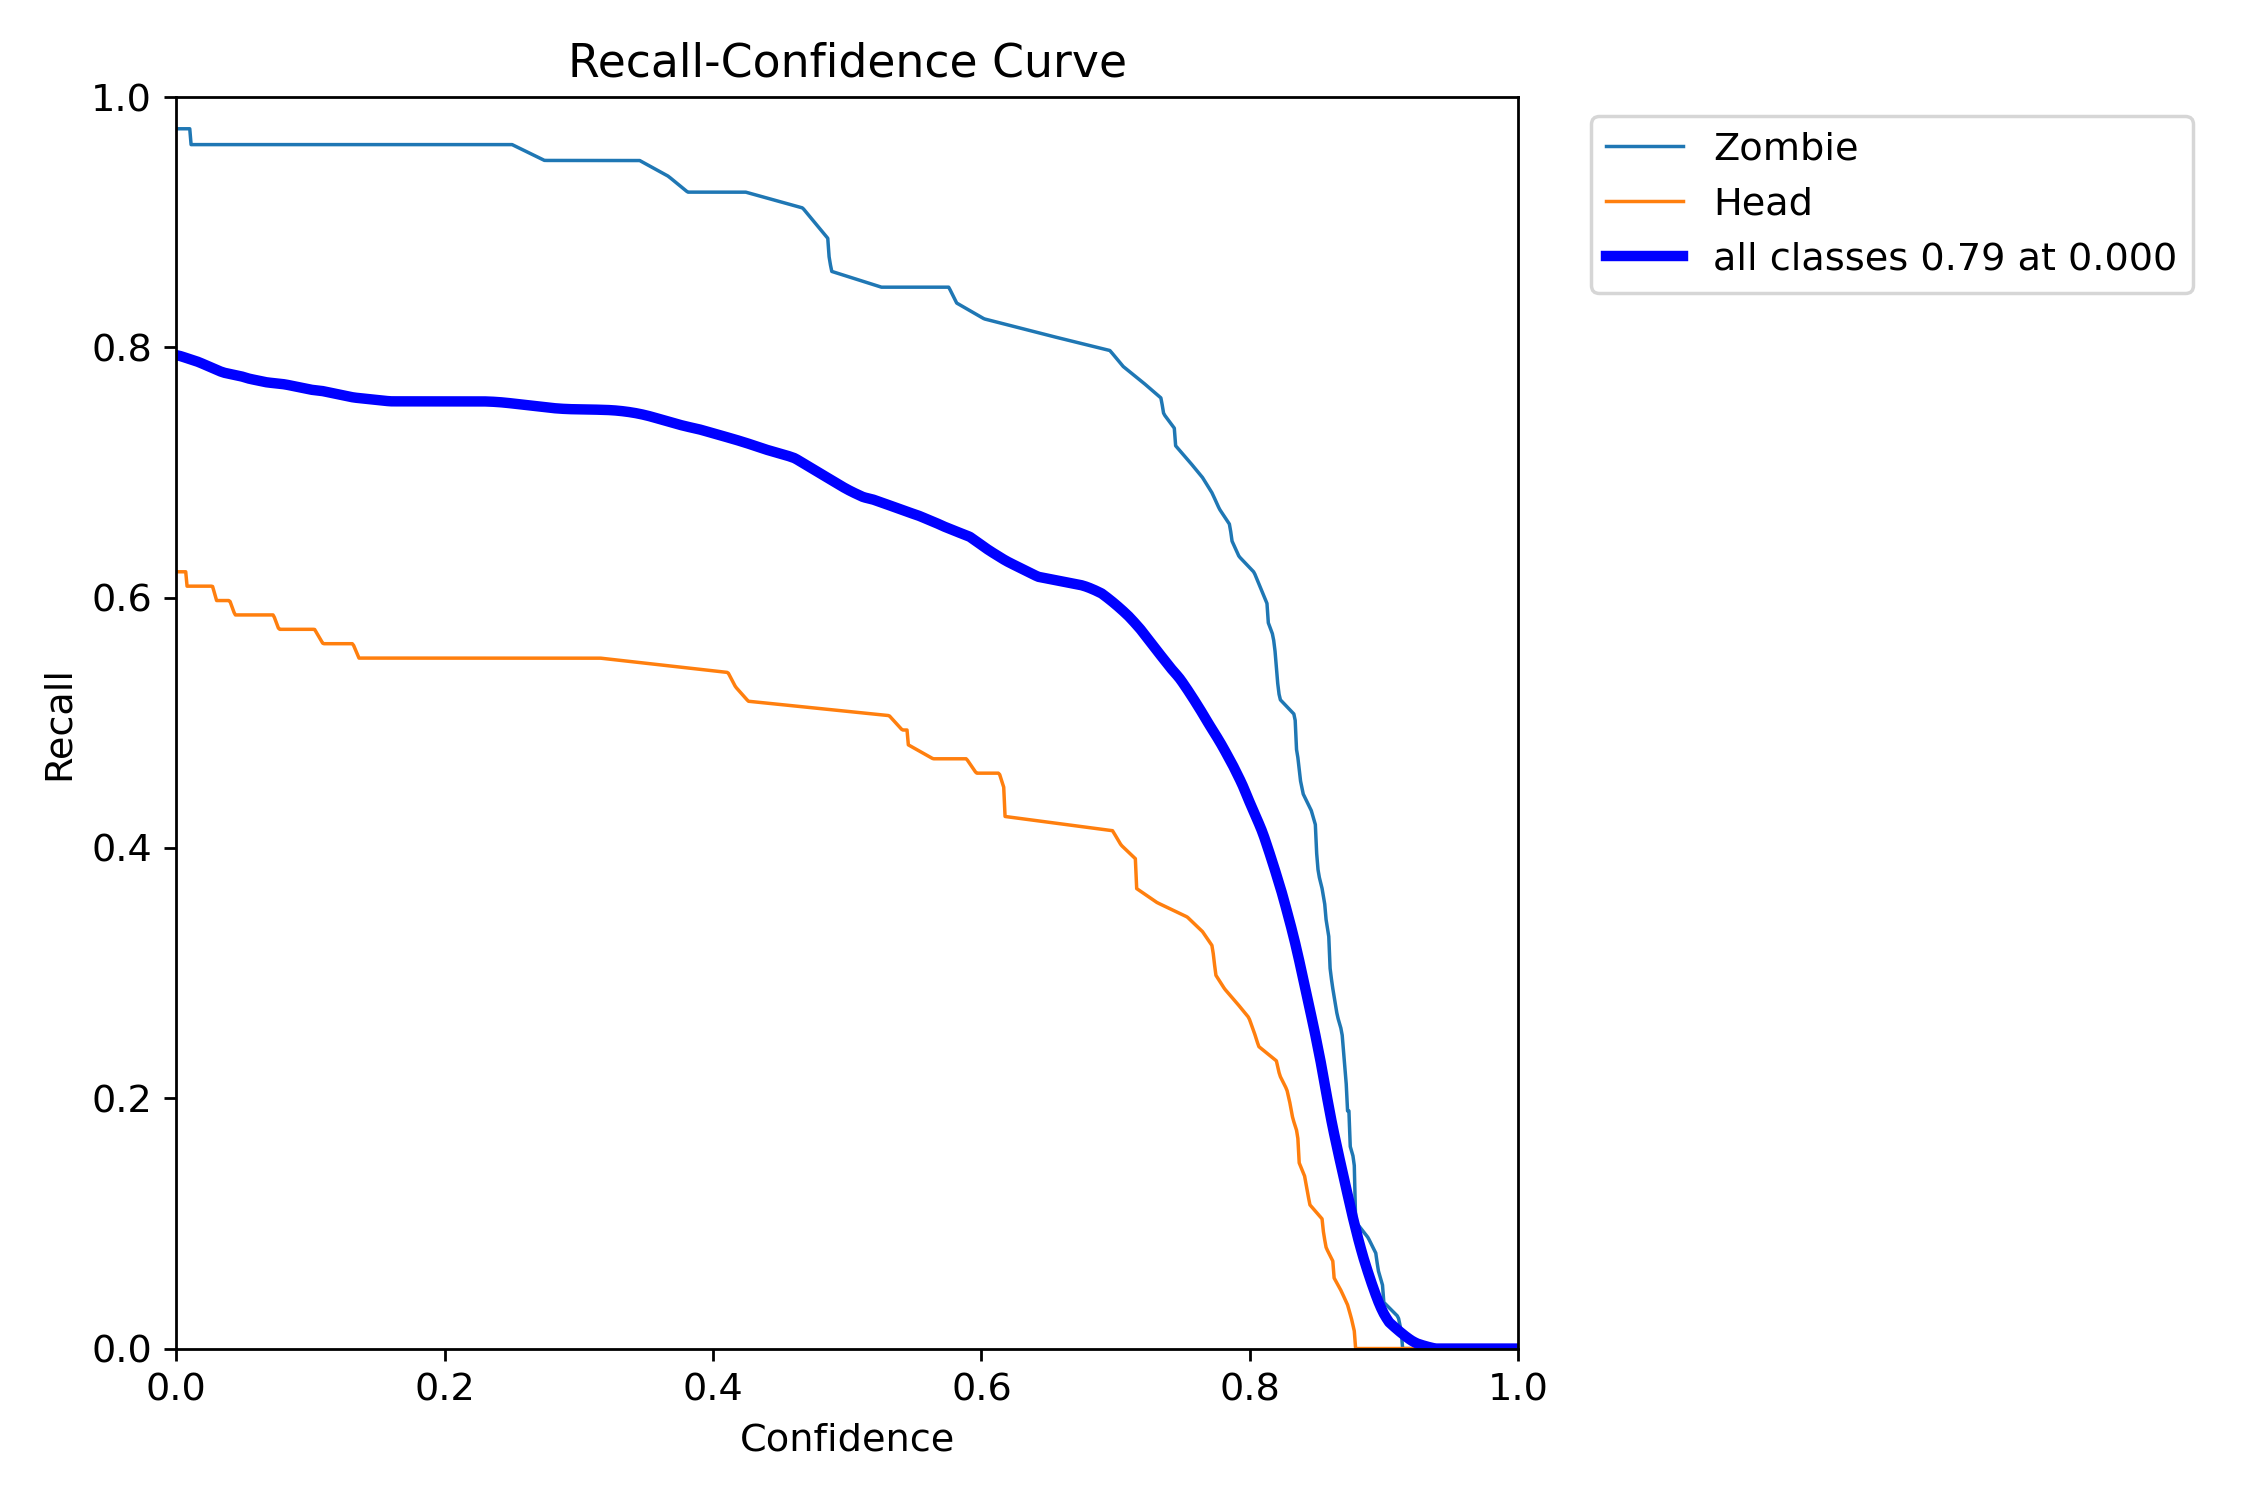 Recall-Confidence Curve
1.0
0.8
0.6
0.4
0.2
0.0
Recall
0.0 0.2 0.4 0.6 0.8 1.0
Confidence
Zombie
Head
all classes 0.79 at 0.000